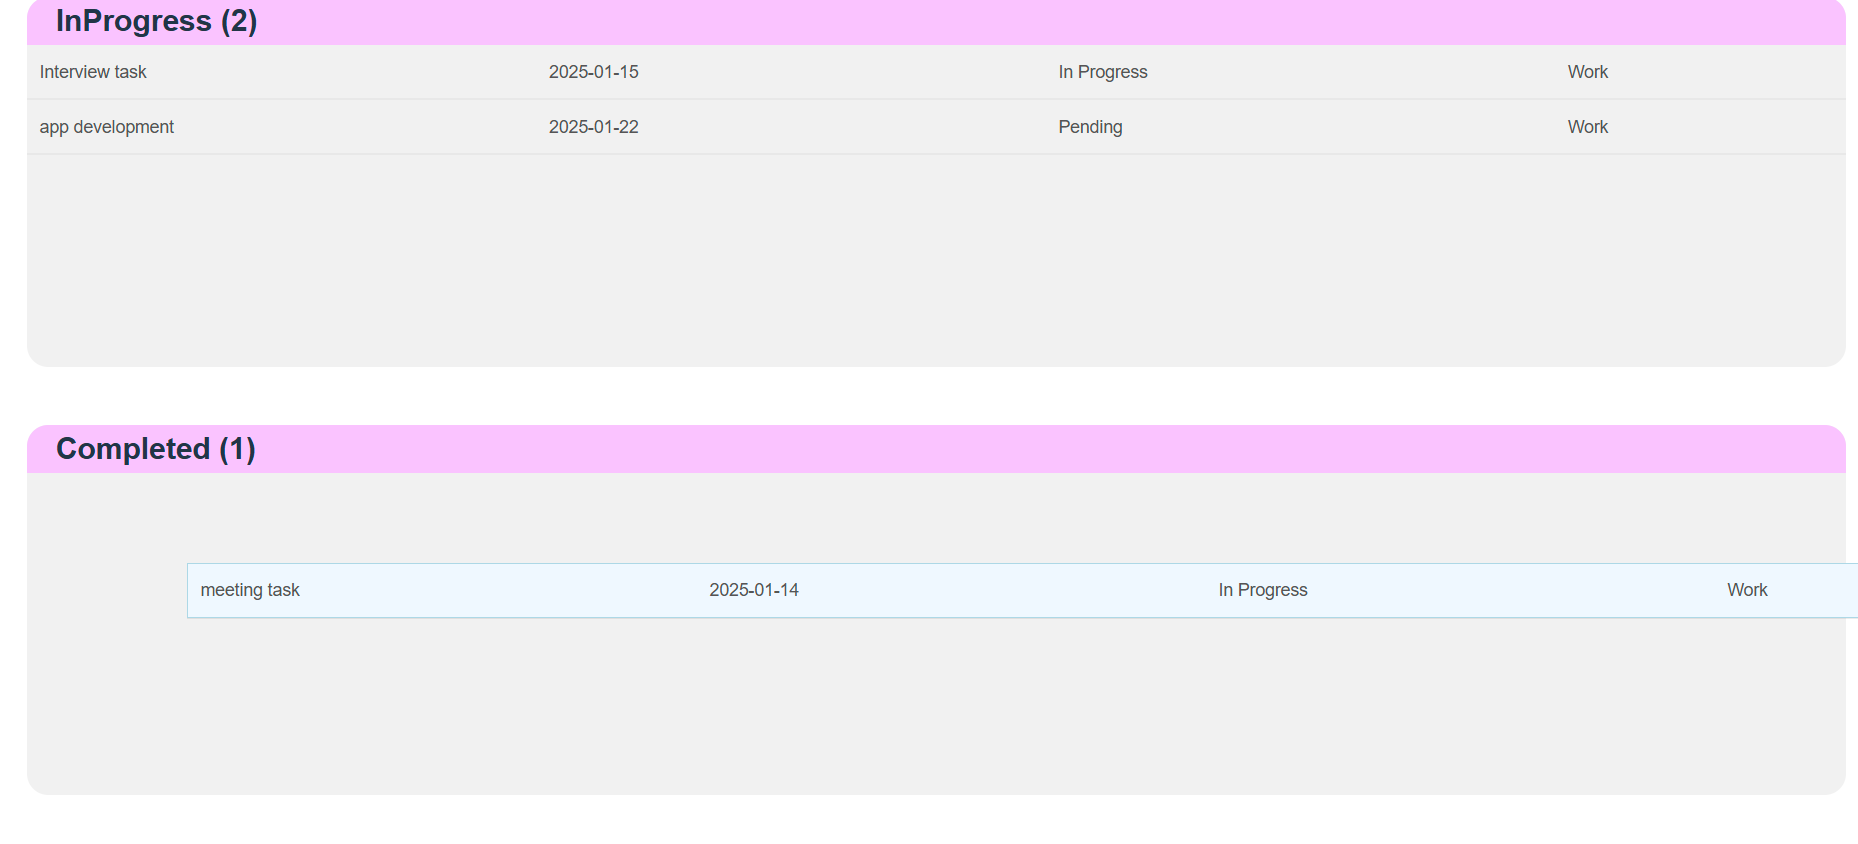 InProgress (2)
Interview task 2025-01-15 In Progress Work
app development 2025-01-22 Pending Work
Completed (1)
meeting task 2025-01-14 In Progress Work